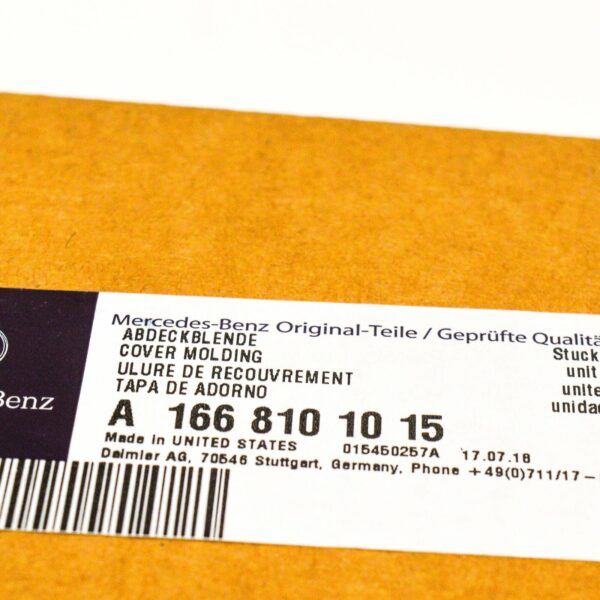 Mercedes-Benz Original-Teile / Geprüfte Qualitä
ABDECKBLENDE
COVER MOLDING
ULURE DE RECOUVREMENT
TAPA DE ADORNO
Stuck
unit
unite
unidad
Benz
A 166 810 10 15
Made in UNITED STATES 015450257A 17.07.18
Daimler AG, 70546 Stuttgart, Germany, Phone +49(0)711/17-